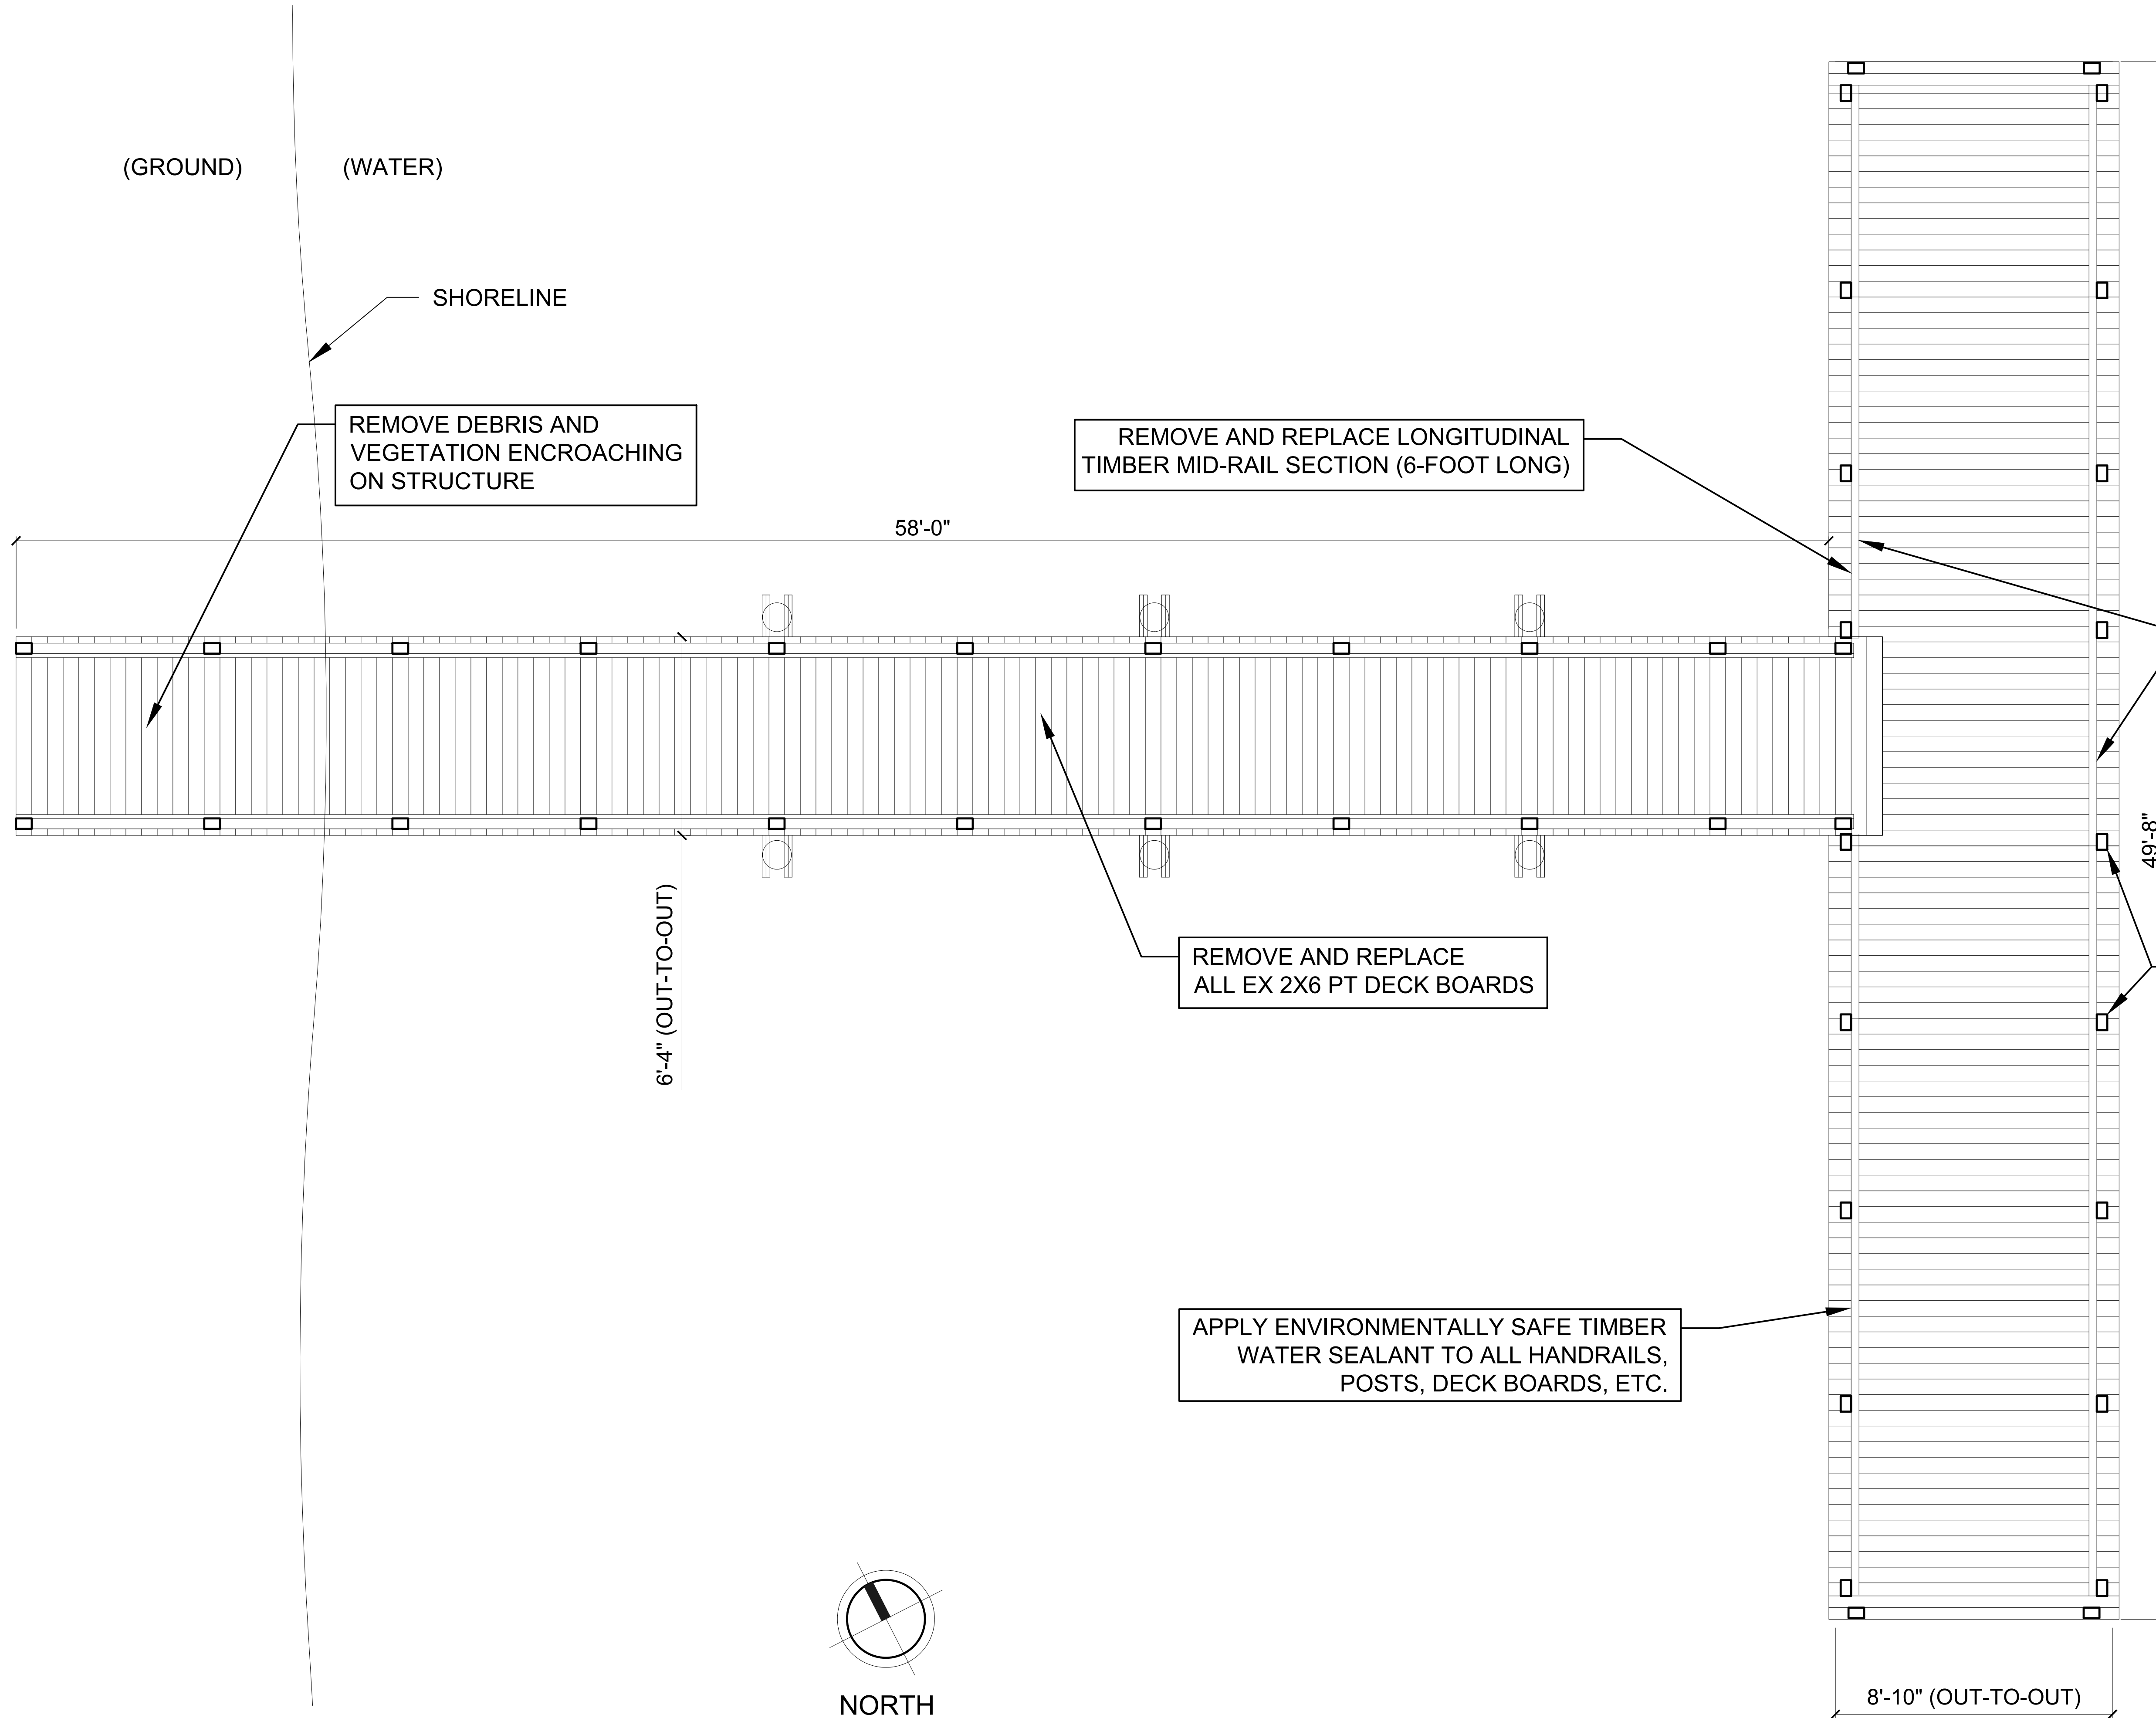 (GROUND)
(WATER)
SHORELINE
REMOVE DEBRIS AND
VEGETATION ENCROACHING
ON STRUCTURE
REMOVE AND REPLACE LONGITUDINAL
TIMBER MID-RAIL SECTION (6-FOOT LONG)
58'-0"
6'-4" (OUT-TO-OUT)
REMOVE AND REPLACE
ALL EX 2X6 PT DECK BOARDS
49'-8"
APPLY ENVIRONMENTALLY SAFE TIMBER
WATER SEALANT TO ALL HANDRAILS,
POSTS, DECK BOARDS, ETC.
NORTH
8'-10" (OUT-TO-OUT)